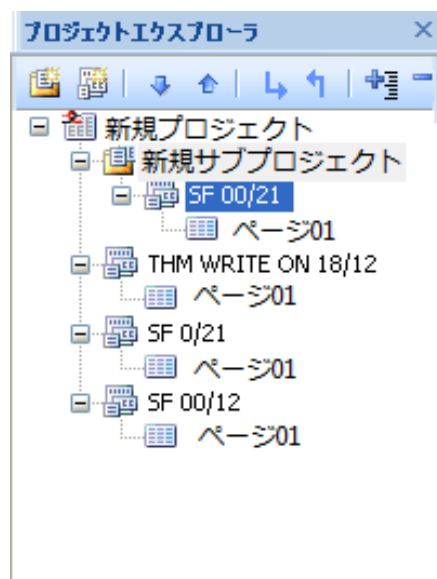 プロジェクトエクスプローラ
新規プロジェクト
新規サブプロジェクト
SF 00/21
ページ01
THM WRITE ON 18/12
ページ01
SF 0/21
ページ01
SF 00/12
ページ01